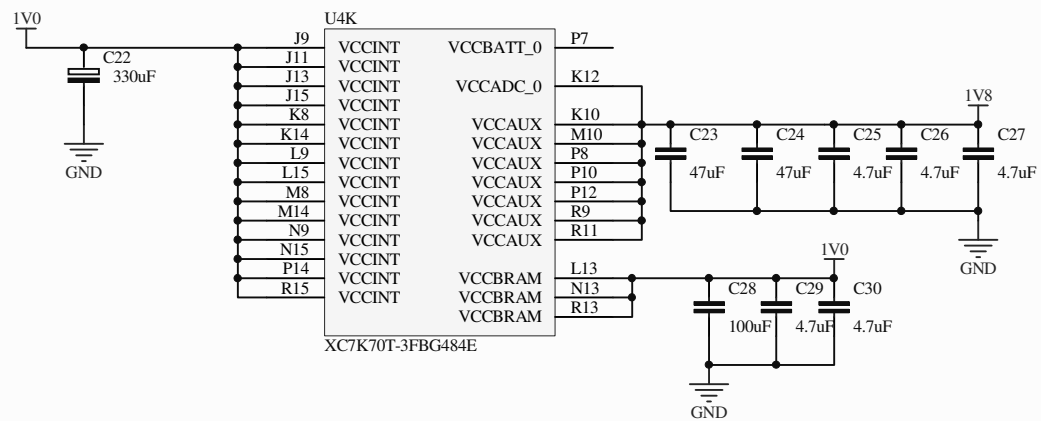 U4K
1V0
C22
330uF
GND
J9 VCCINT VCCBATT_0 P7
J11 VCCINT
J13 VCCINT VCCADC_0 K12
J15 VCCINT
K8 VCCINT VCCAUX K10
K14 VCCINT VCCAUX M10
L9 VCCINT VCCAUX P8
L15 VCCINT VCCAUX P10
M8 VCCINT VCCAUX P12
M14 VCCINT VCCAUX R9
N9 VCCINT VCCAUX R11
N15 VCCINT
P14 VCCINT VCCBRAM L13
R15 VCCINT VCCBRAM N13
VCCBRAM R13
XC7K70T-3FBG484E
1V8
C23 C24 C25 C26 C27
47uF 47uF 4.7uF 4.7uF 4.7uF
GND
1V0
C28 C29 C30
100uF 4.7uF 4.7uF
GND